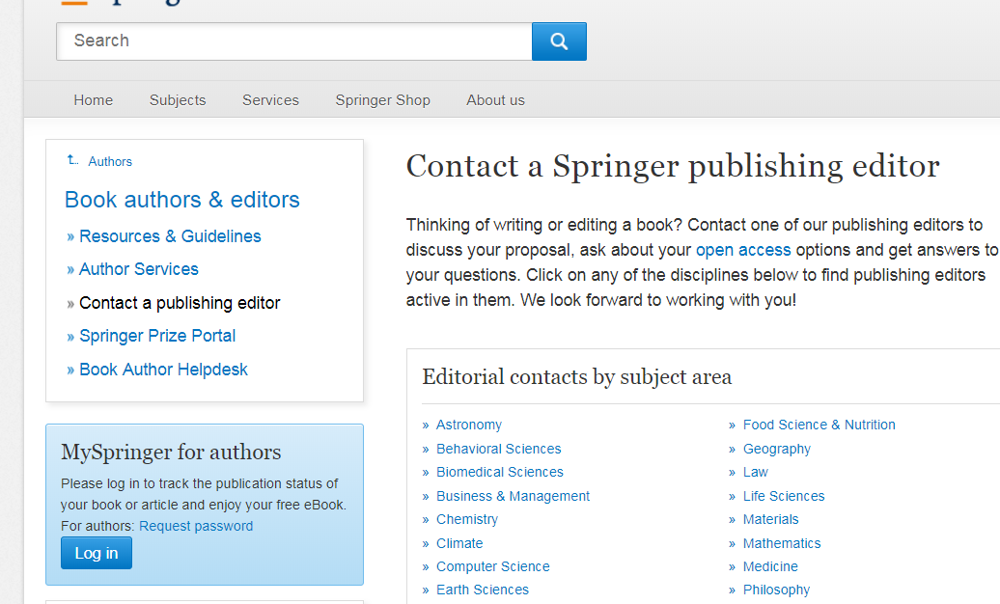 Search
Home Subjects Services Springer Shop About us
Authors
Book authors & editors
» Resources & Guidelines
» Author Services
» Contact a publishing editor
» Springer Prize Portal
» Book Author Helpdesk
MySpringer for authors
Please log in to track the publication status of
your book or article and enjoy your free eBook.
For authors: Request password
Log in
Contact a Springer publishing editor
Thinking of writing or editing a book? Contact one of our publishing editors to
discuss your proposal, ask about your open access options and get answers to
your questions. Click on any of the disciplines below to find publishing editors
active in them. We look forward to working with you!
Editorial contacts by subject area
» Astronomy
» Behavioral Sciences
» Biomedical Sciences
» Business & Management
» Chemistry
» Climate
» Computer Science
» Earth Sciences
» Food Science & Nutrition
» Geography
» Law
» Life Sciences
» Materials
» Mathematics
» Medicine
» Philosophy